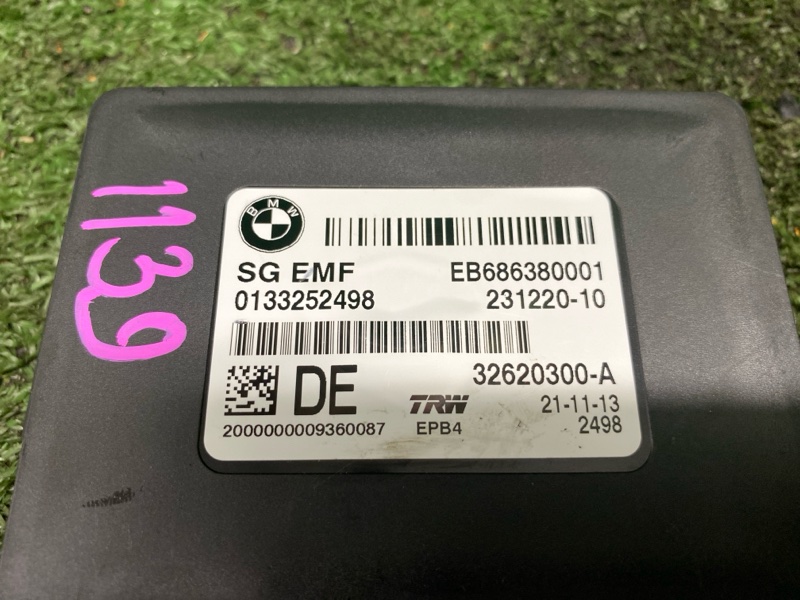 1139
BMW
SG EMF EB686380001
0133252498 231220-10
DE 32620300-A
TRW 21-11-13
2000000009360087 EPB4 2498